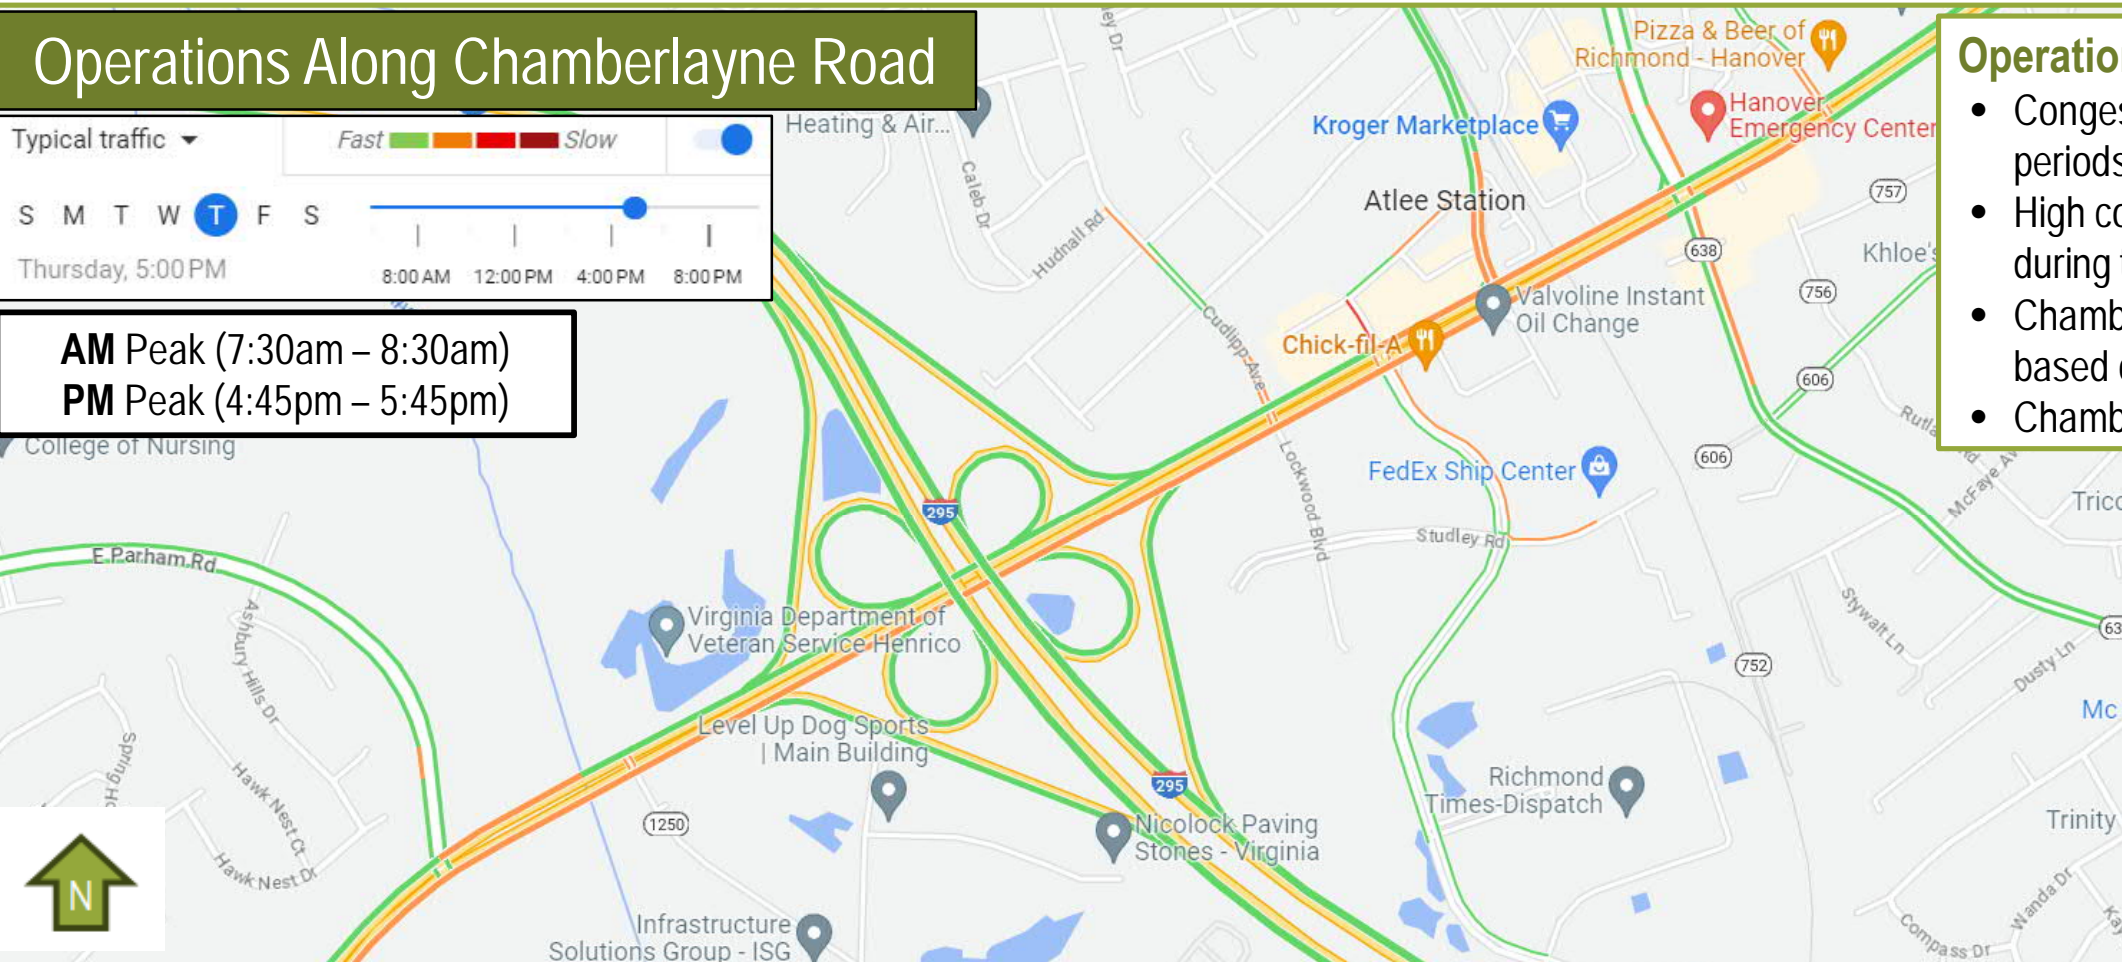 Operations Along Chamberlayne Road
Typical traffic
Fast
Slow
S M T W T F S
Thursday, 5:00 PM
8:00 AM 12:00 PM 4:00 PM 8:00 PM
AM Peak (7:30am – 8:30am)
PM Peak (4:45pm – 5:45pm)
College of Nursing
Heating & Air...
Caleb Dr
Hudnall Rd
Cudlipp Ave
Lockwood Blvd
Pizza & Beer of
Richmond - Hanover
Hanover
Emergency Center
Kroger Marketplace
Atlee Station
757
638
Khloe's
756
Valvoline Instant
Oil Change
Chick-fil-A
606
606
FedEx Ship Center
Studley Rd
McFaye
295
E Parham Rd
Ashbury Hills Dr
Virginia Department of
Veteran Service Henrico
Level Up Dog Sports
| Main Building
Hawk Nest Ct
Hawk Nest Dr
1250
295
Nicolock Paving
Stones - Virginia
Infrastructure
Solutions Group - ISG
Richmond
Times-Dispatch
752
Stywalt Ln
Dusty Ln
Mc
Trinity
Wanda Dr
Compass Dr
N
•
periods
• High
during
•
based
•